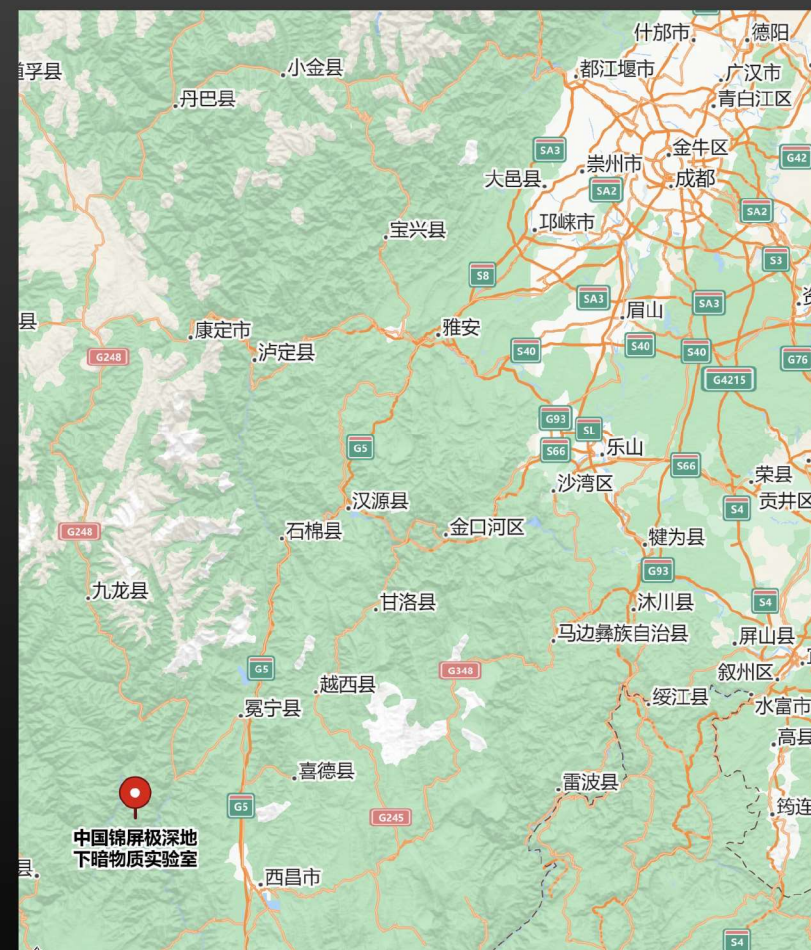 什邡市
德阳
道孚县
小金县
都江堰市
广汉市
丹巴县
青白江区
SA3
金牛区
G42
崇州市
大邑县
SA2
成都
SA2
宝兴县
邛崃市
S8
S3
SA3
SA3
县
康定市
雅安
眉山
泸定县
S40
S40
S40
G76
G248
G4215
G93
SL
G5
S66
乐山
S66
荣县
沙湾区
汉源县
S4
贡井区
G248
石棉县
金口河区
犍为县
G93
九龙县
甘洛县
沐川县
S4
马边彝族自治县
屏山县
G5
G348
叙州区
越西县
绥江县
冕宁县
水富市
高县
喜德县
雷波县
G5
G245
筠连
中国锦屏极深地
下暗物质实验室
县
西昌市
S4